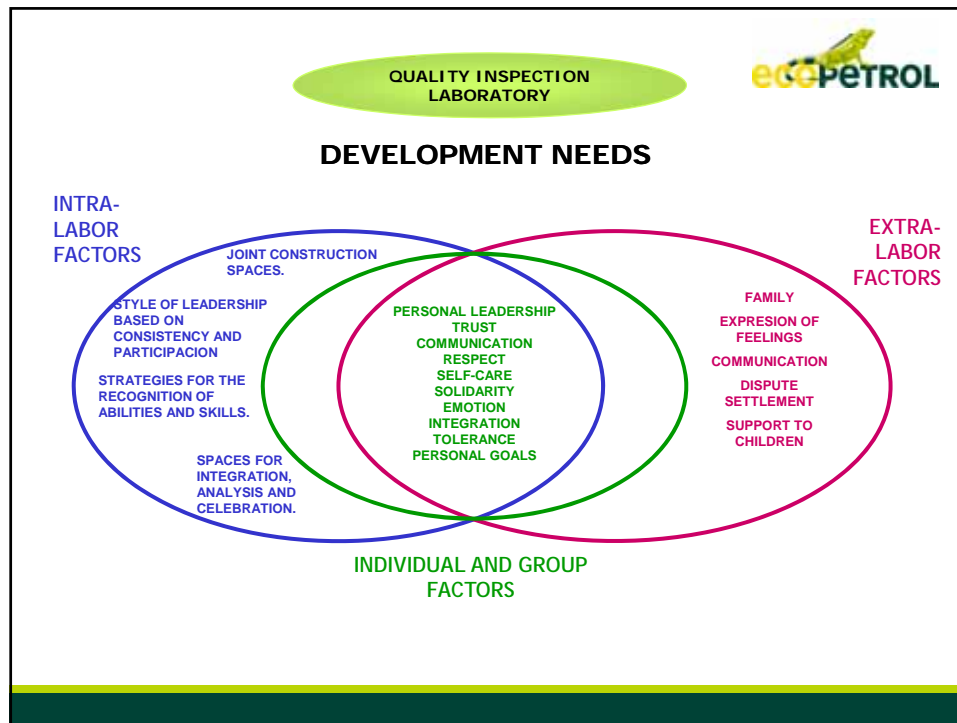 QUALITY INSPECTION
LABORATORY
ecoPETROL
DEVELOPMENT NEEDS
INTRA-
LABOR
FACTORS
JOINT CONSTRUCTION
SPACES.
STYLE OF LEADERSHIP
BASED ON
CONSISTENCY AND
PARTICIPACION
STRATEGIES FOR THE
RECOGNITION OF
ABILITIES AND SKILLS.
SPACES FOR
INTEGRATION,
ANALYSIS AND
CELEBRATION.
PERSONAL LEADERSHIP
TRUST
COMMUNICATION
RESPECT
SELF-CARE
SOLIDARITY
EMOTION
INTEGRATION
TOLERANCE
PERSONAL GOALS
EXTRA-
LABOR
FACTORS
FAMILY
EXPRESION OF
FEELINGS
COMMUNICATION
DISPUTE
SETTLEMENT
SUPPORT TO
CHILDREN
INDIVIDUAL AND GROUP
FACTORS